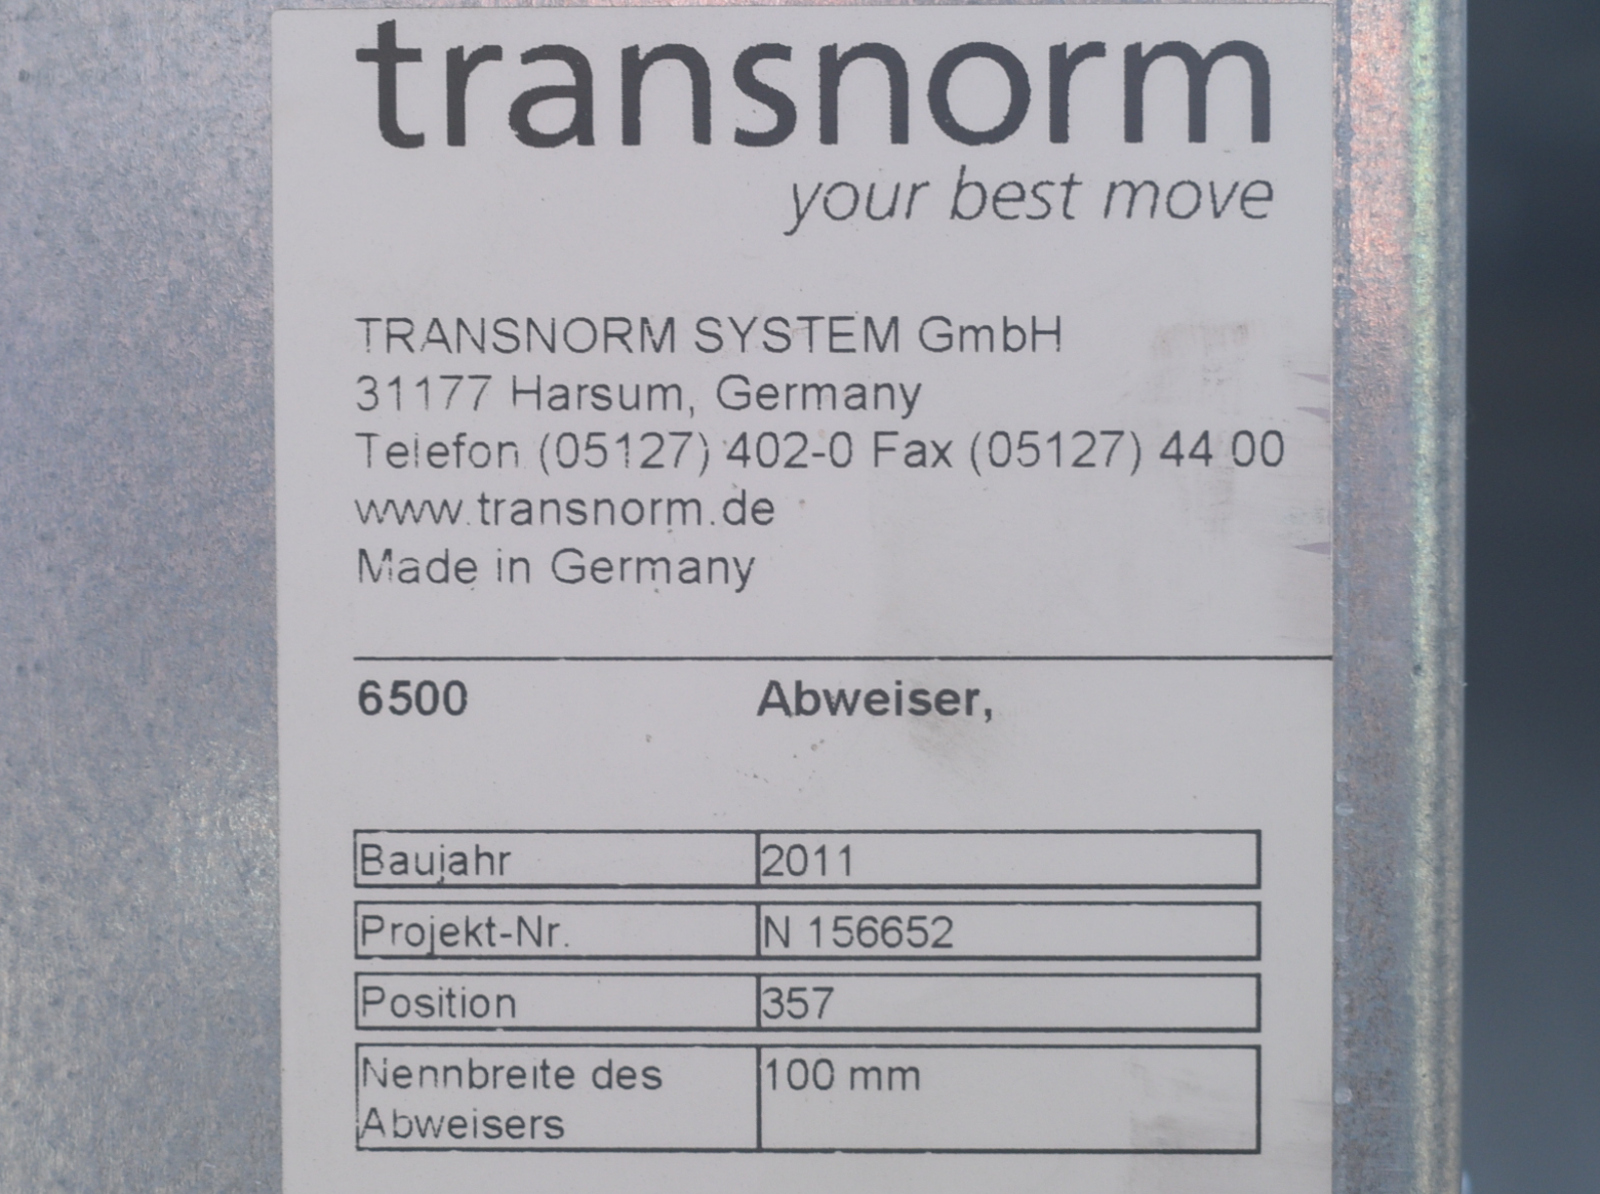 transnorm
your best move
TRANSNORM SYSTEM GmbH
31177 Harsum, Germany
Telefon (05127) 402-0 Fax (05127) 44 00
www.transnorm.de
Made in Germany
6500 Abweiser,
Baujahr 2011
Projekt-Nr. N 156652
Position 357
Nennbreite des 100 mm
Abweisers